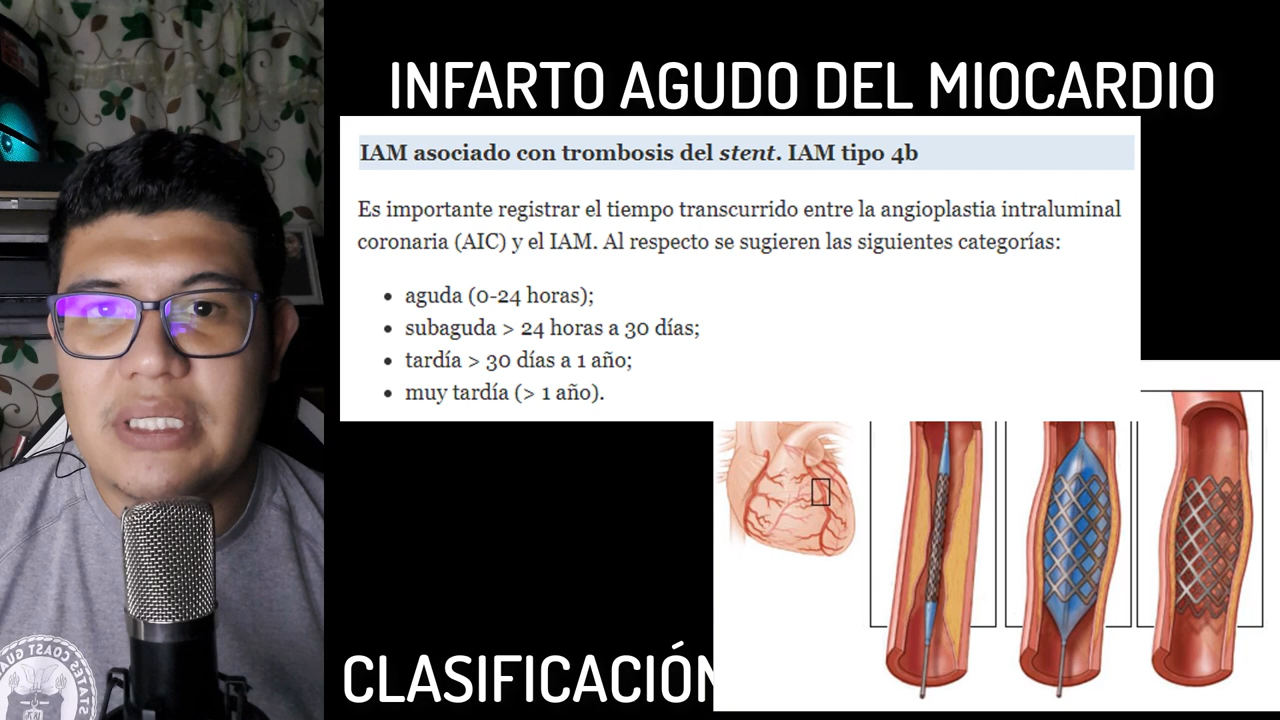 INFARTO AGUDO DEL MIOCARDIO
IAM asociado con trombosis del stent. IAM tipo 4b
Es importante registrar el tiempo transcurrido entre la angioplastia intraluminal
coronaria (AIC) y el IAM. Al respecto se sugieren las siguientes categorías:
• aguda (0-24 horas);
• subaguda > 24 horas a 30 días;
• tardía > 30 días a 1 año;
• muy tardía (> 1 año).
CLASIFICACIÓN